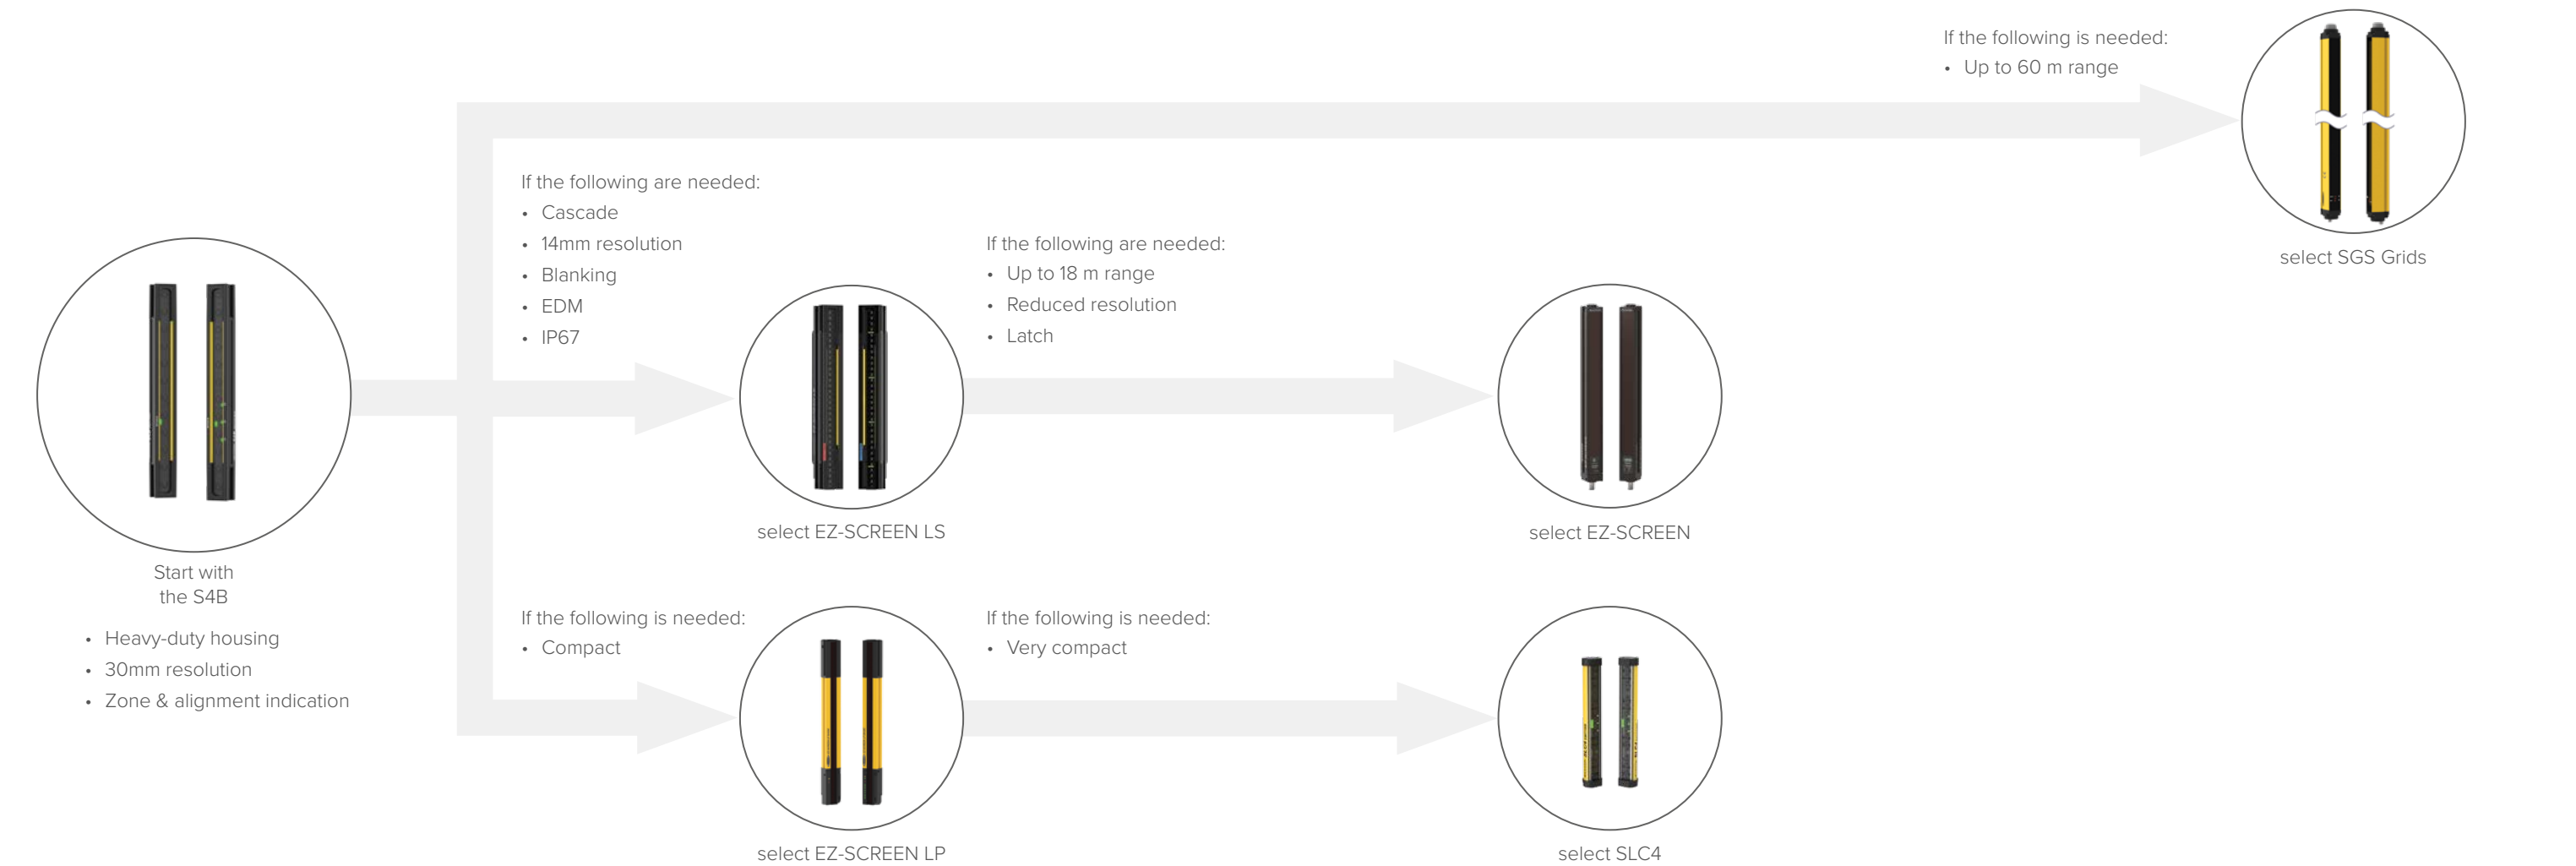 If the following is needed:
• Up to 60 m range
select SGS Grids
If the following are needed:
• Cascade
• 14mm resolution
• Blanking
• EDM
• IP67
select EZ-SCREEN LS
If the following are needed:
• Up to 18 m range
• Reduced resolution
• Latch
select EZ-SCREEN
Start with
the S4B
• Heavy-duty housing
• 30mm resolution
• Zone & alignment indication
If the following is needed:
• Compact
select EZ-SCREEN LP
If the following is needed:
• Very compact
select SLC4